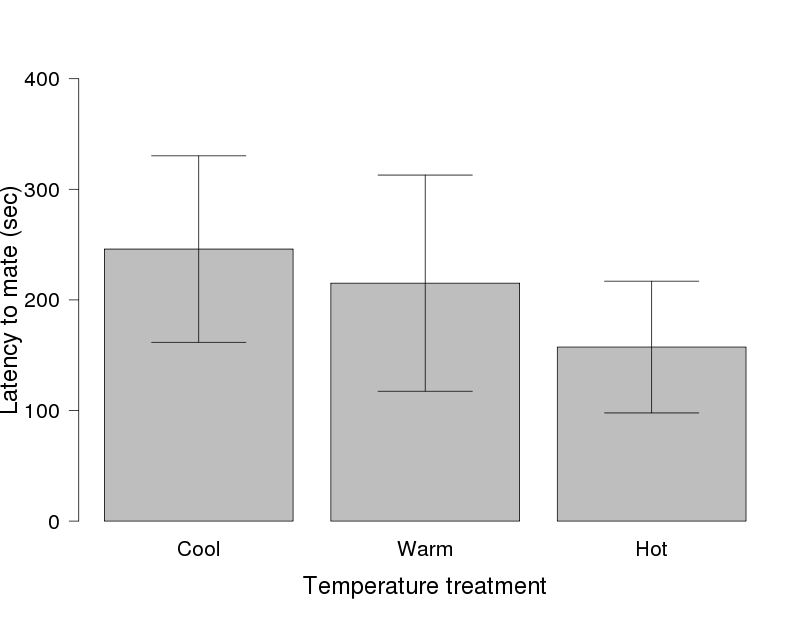 400
300
200
100
0
Latency to mate (sec)
Cool Warm Hot
Temperature treatment